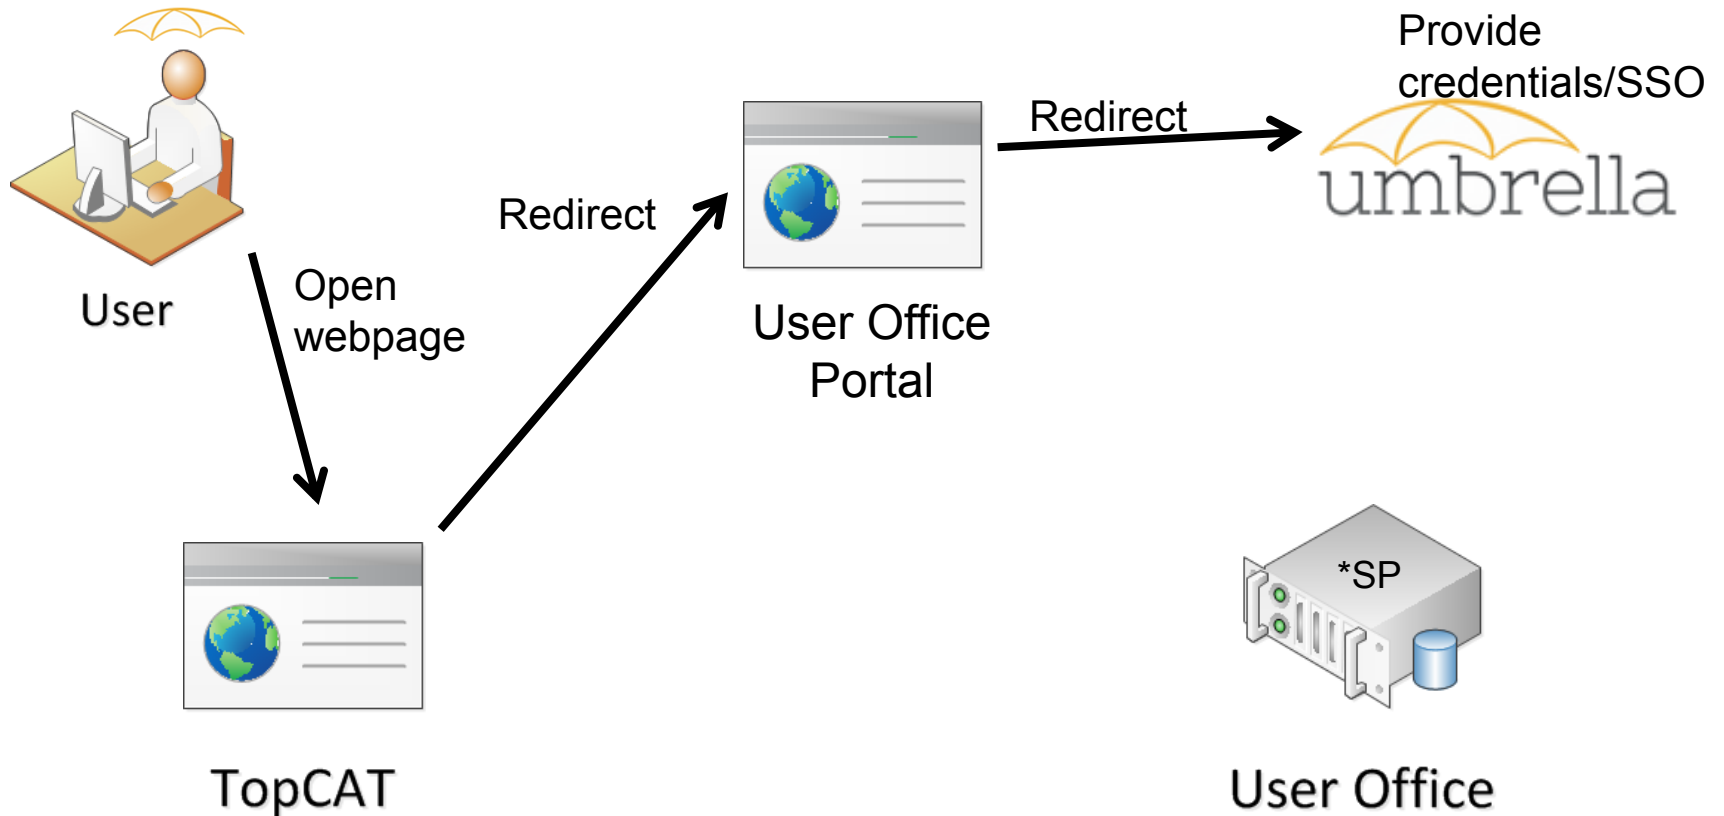 Provide
credentials/SSO
Redirect
umbrella
Redirect
Open
webpage
User
User Office
Portal
*SP
TopCAT
User Office